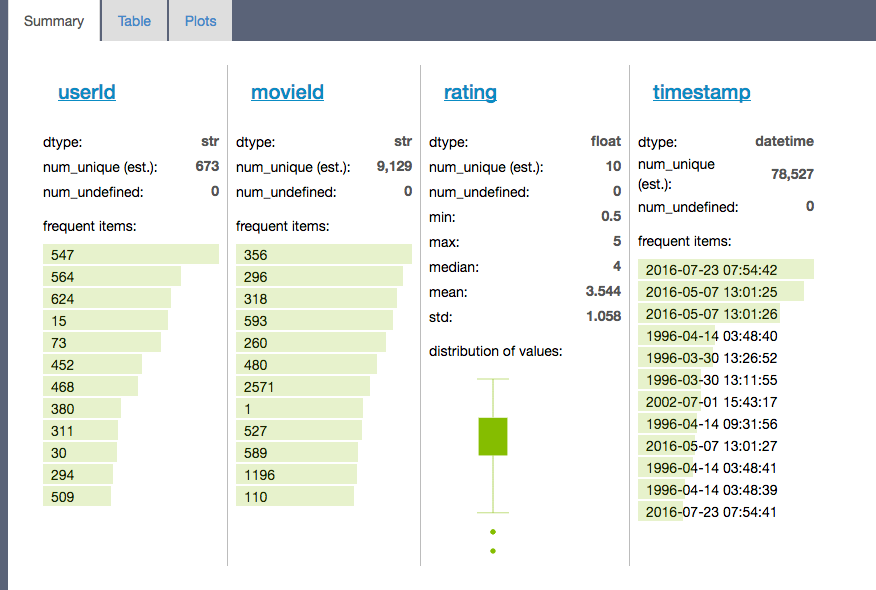 Summary
Table
Plots
userId
dtype: str
num_unique (est.): 673
num_undefined: 0
frequent items:
547
564
624
15
73
452
468
380
311
30
294
509
movieId
dtype: str
num_unique (est.): 9,129
num_undefined: 0
frequent items:
356
296
318
593
260
480
2571
1
527
589
1196
110
rating
dtype: float
num_unique (est.): 10
num_undefined: 0
min: 0.5
max: 5
median: 4
mean: 3.544
std: 1.058
distribution of values:
timestamp
dtype: datetime
num_unique
(est.): 78,527
num_undefined: 0
frequent items:
2016-07-23 07:54:42
2016-05-07 13:01:25
2016-05-07 13:01:26
1996-04-14 03:48:40
1996-03-30 13:26:52
1996-03-30 13:11:55
2002-07-01 15:43:17
1996-04-14 09:31:56
2016-05-07 13:01:27
1996-04-14 03:48:41
1996-04-14 03:48:39
2016-07-23 07:54:41